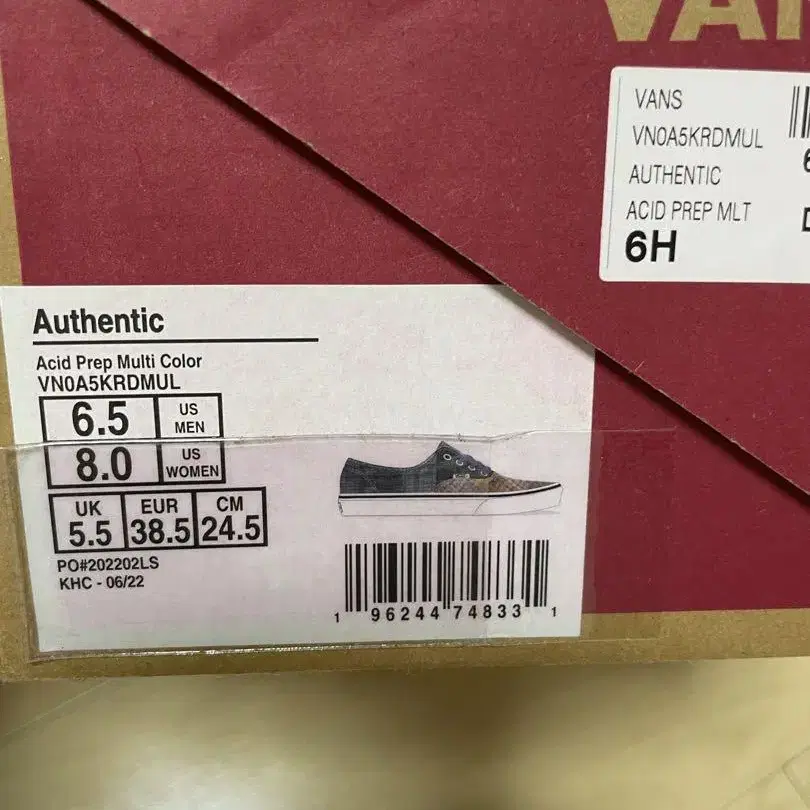 VANS
VN0A5KRDMUL
AUTHENTIC
ACID PREP MLT
6H
Authentic
Acid Prep Multi Color
VN0A5KRDMUL
6.5 US MEN
8.0 US WOMEN
UK EUR CM
5.5 38.5 24.5
PO#202202LS
KHC - 06/22
1 96244 74833 1